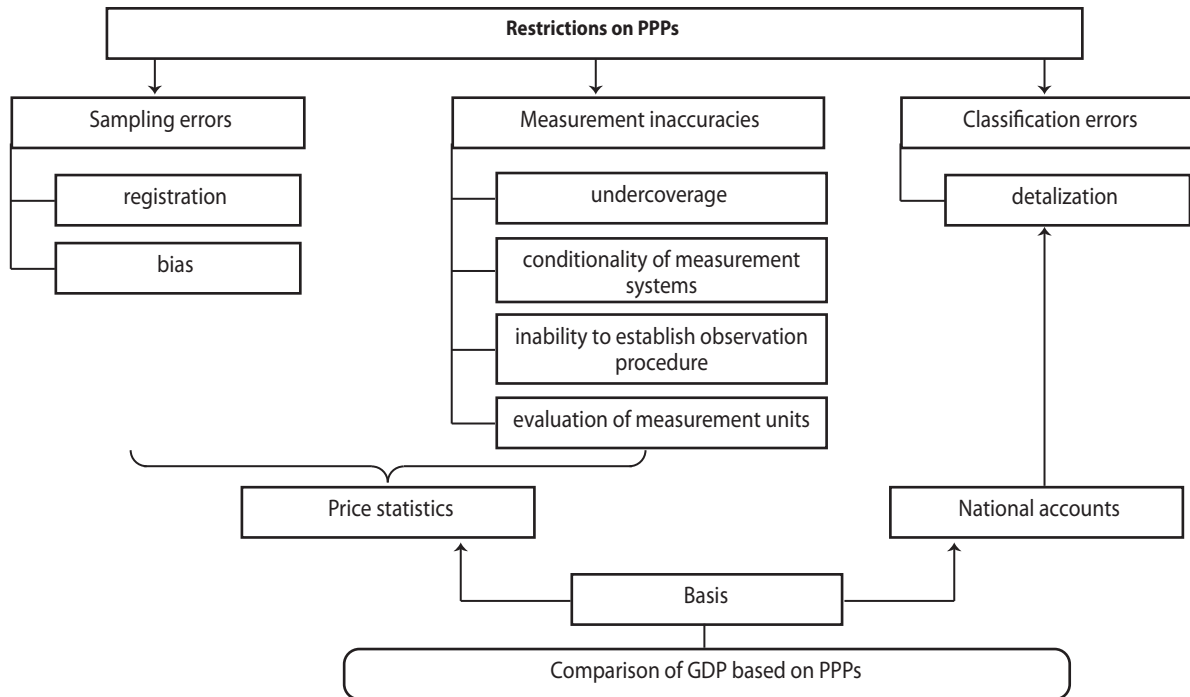 Restrictions on PPPs
Sampling errors
registration
bias
Measurement inaccuracies
undercoverage
conditionality of measurement
systems
inability to establish observation
procedure
evaluation of measurement units
Classification errors
detalization
Price statistics
National accounts
Basis
Comparison of GDP based on PPPs